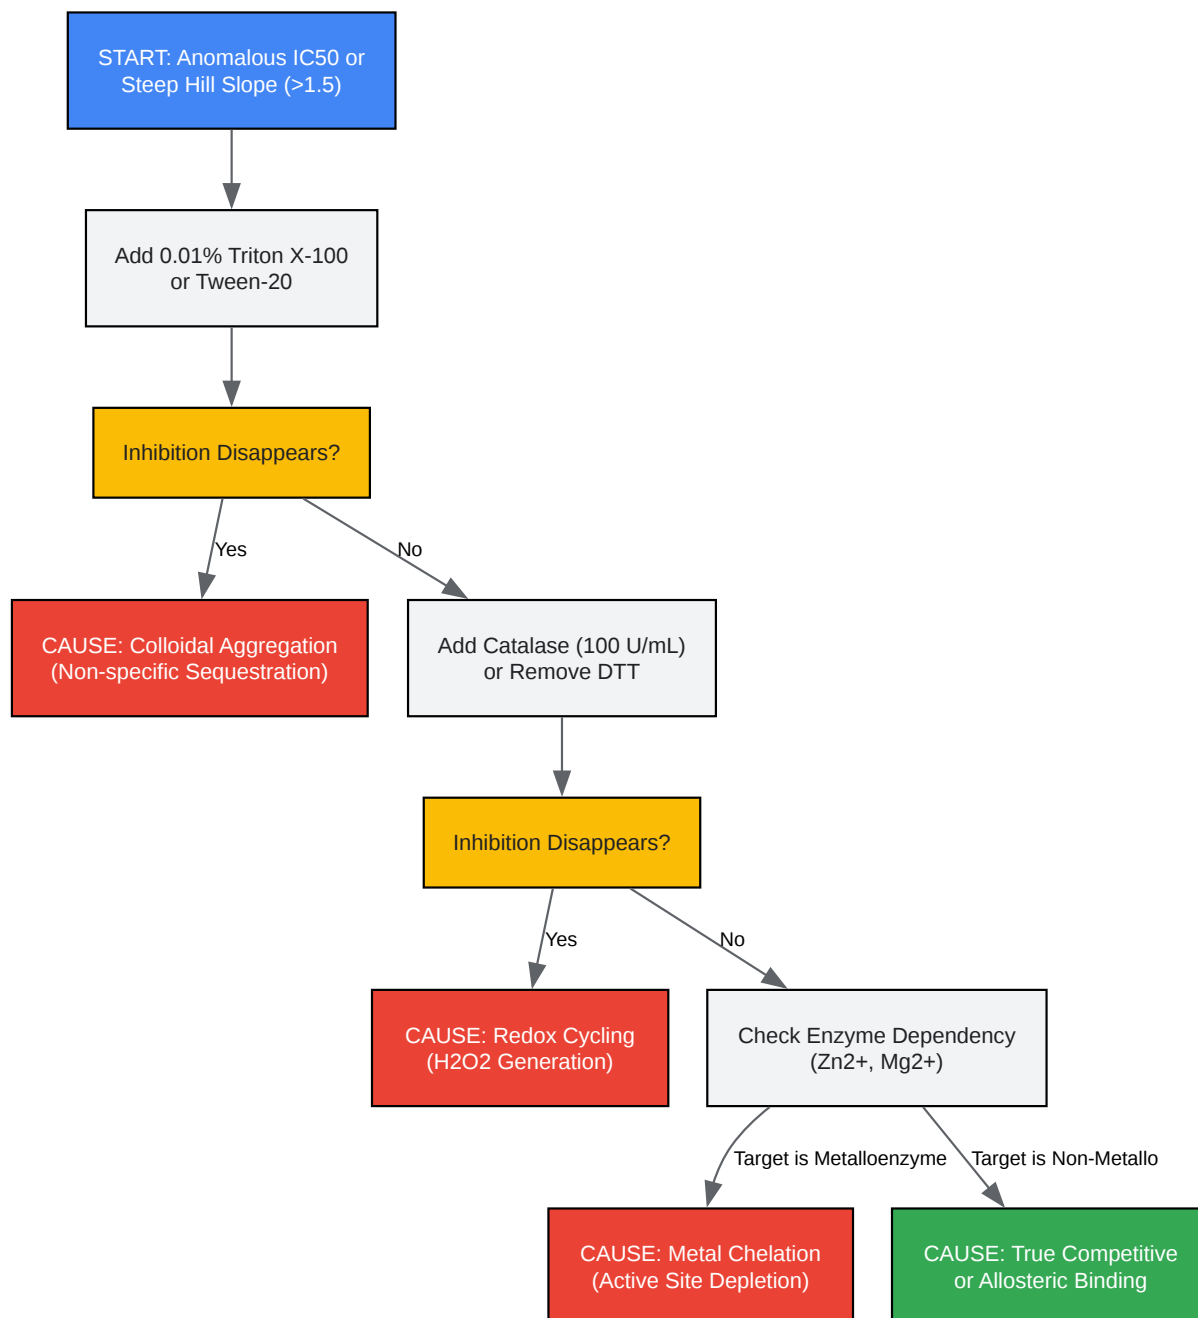 START: Anomalous IC50 or
Steep Hill Slope (>1.5)
Add 0.01% Triton X-100
or Tween-20
Inhibition Disappears?
Yes
No
CAUSE: Colloidal Aggregation
(Non-specific Sequestration)
Add Catalase (100 U/mL)
or Remove DTT
Inhibition Disappears?
Yes
No
CAUSE: Redox Cycling
(H2O2 Generation)
Check Enzyme Dependency
(Zn2+, Mg2+)
Target is Metalloenzyme
Target is Non-Metallo
CAUSE: Metal Chelation
(Active Site Depletion)
CAUSE: True Competitive
or Allosteric Binding